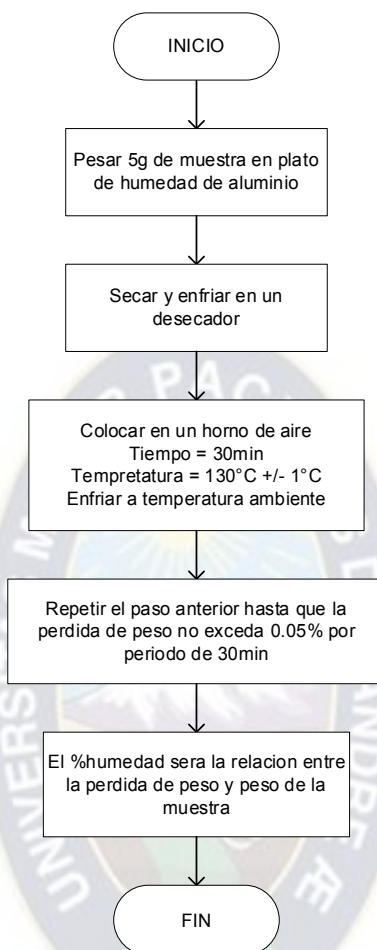 INICIO
Pesar 5g de muestra en plato
de humedad de aluminio
Secar y enfriar en un
desecador
Colocar en un horno de aire
Tiempo = 30min
Tempretatura = 130°C +/- 1°C
Enfriar a temperatura ambiente
Repetir el paso anterior hasta que la
perdida de peso no exceda 0.05% por
periodo de 30min
El %humedad sera la relacion entre
la perdida de peso y peso de la
muestra
FIN